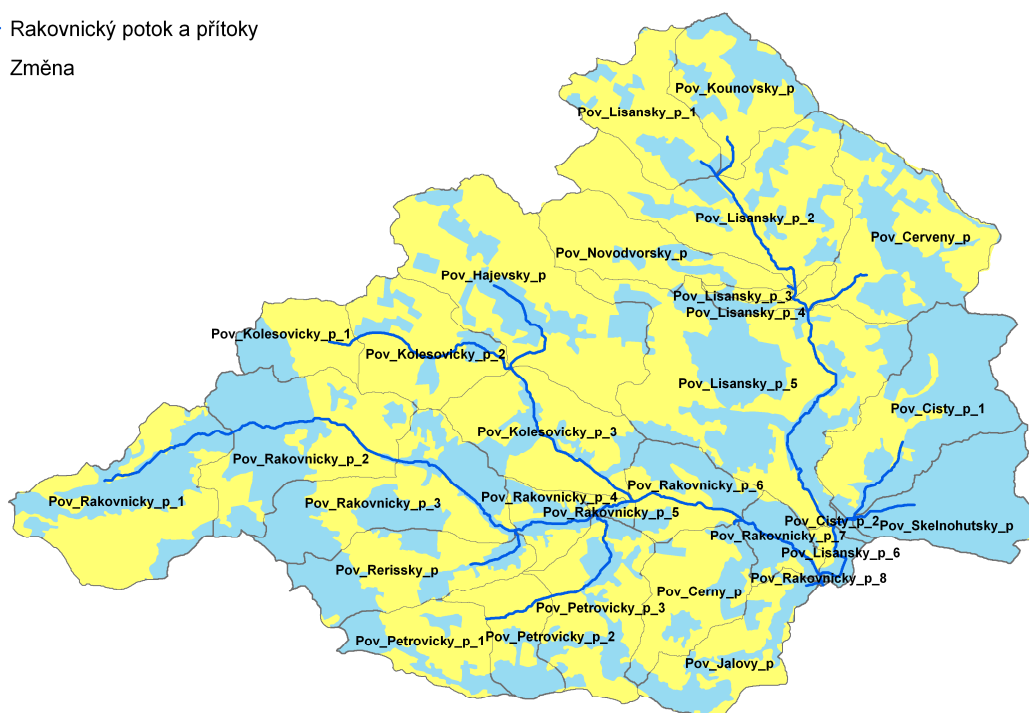 Rakovnický potok a přítoky
Změna
Pov_Kounovsky_p
Pov_Lisansky_p_1
Pov_Lisansky_p_2
Pov_Cerveny_p
Pov_Novodvorsky_p
Pov_Hajevsky_p
Pov_Lisansky_p_3
Pov_Lisansky_p_4
Pov_Kolesovicky_p_1
Pov_Kolesovicky_p_2
Pov_Lisansky_p_5
Pov_Cisty_p_1
Pov_Kolesovicky_p_3
Pov_Rakovnicky_p_2
Pov_Rakovnicky_p_6
Pov_Rakovnicky_p_1
Pov_Rakovnicky_p_3
Pov_Rakovnicky_p_4
Pov_Rakovnicky_p_5
Pov_Cisty_p_2
Pov_Skelnohutsky_p
Pov_Rakovnicky_p_7
Pov_Lisansky_p_6
Pov_Rerissky_p
Pov_Rakovnicky_p_8
Pov_Cerny_p
Pov_Petrovicky_p_3
Pov_Petrovicky_p_1
Pov_Petrovicky_p_2
Pov_Jalovy_p